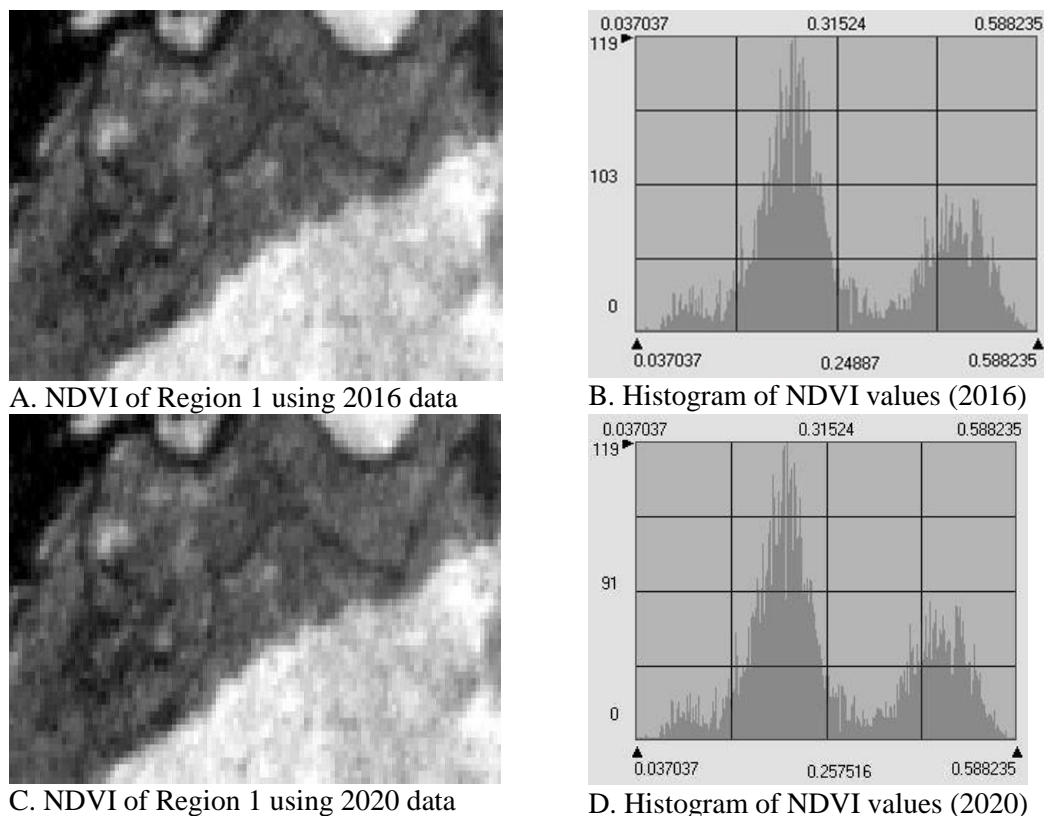 0.037037 0.31524 0.588235
119
103
0
0.037037 0.24887 0.588235
A. NDVI of Region 1 using 2016 data
B. Histogram of NDVI values (2016)
0.037037 0.31524 0.588235
119
91
0
0.037037 0.257516 0.588235
C. NDVI of Region 1 using 2020 data
D. Histogram of NDVI values (2020)